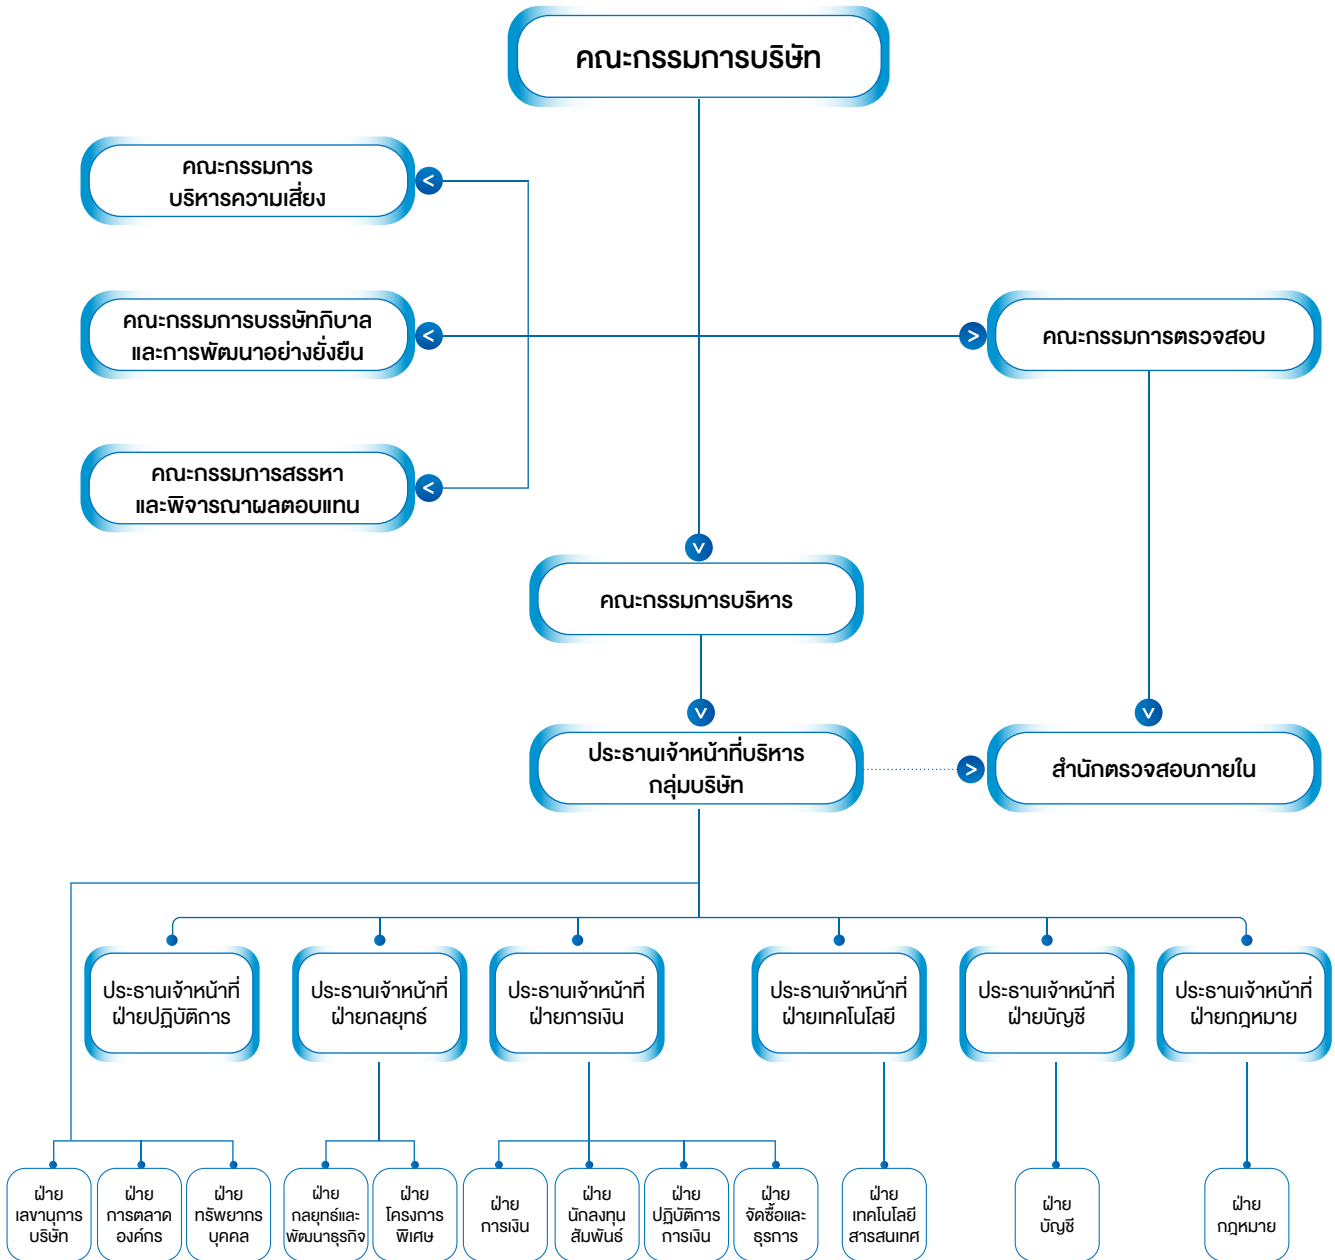 คณะกรรมการบริษัท
คณะกรรมการ
บริหารความเสี่ยง
คณะกรรมการบรรษัทภิบาล
และการพัฒนาอย่างยั่งยืน
คณะกรรมการตรวจสอบ
คณะกรรมการสรรหา
และพิจารณาผลตอบแทน
คณะกรรมการบริหาร
ประธานเจ้าหน้าที่บริหาร
กลุ่มบริษัท
สำนักตรวจสอบภายใน
ประธานเจ้าหน้าที่
ฝ่ายปฏิบัติการ
ประธานเจ้าหน้าที่
ฝ่ายกลยุทธ์
ประธานเจ้าหน้าที่
ฝ่ายการเงิน
ประธานเจ้าหน้าที่
ฝ่ายเทคโนโลยี
ประธานเจ้าหน้าที่
ฝ่ายบัญชี
ประธานเจ้าหน้าที่
ฝ่ายกฎหมาย
ฝ่าย
เลขานุการ
บริษัท
ฝ่าย
การตลาด
องค์กร
ฝ่าย
ทรัพยากร
บุคคล
ฝ่าย
กลยุทธ์และ
พัฒนาธุรกิจ
ฝ่าย
โครงการ
พิเศษ
ฝ่าย
การเงิน
ฝ่าย
นักลงทุน
สัมพันธ์
ฝ่าย
ปฏิบัติการ
การเงิน
ฝ่าย
จัดซื้อและ
ธุรการ
ฝ่าย
เทคโนโลยี
สารสนเทศ
ฝ่าย
บัญชี
ฝ่าย
กฎหมาย